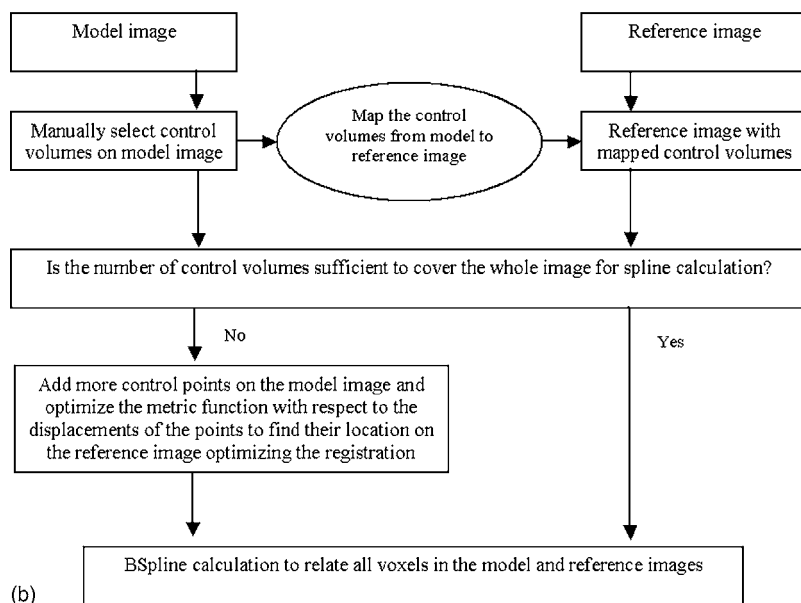 Model image
Reference image
Manually select control
volumes on model image
Map the control
volumes from model to
reference image
Reference image with
mapped control volumes
Is the number of control volumes sufficient to cover the whole image for spline calculation?
No
Yes
Add more control points on the model image and
optimize the metric function with respect to the
displacements of the points to find their location on
the reference image optimizing the registration
BSpline calculation to relate all voxels in the model and reference images
(b)